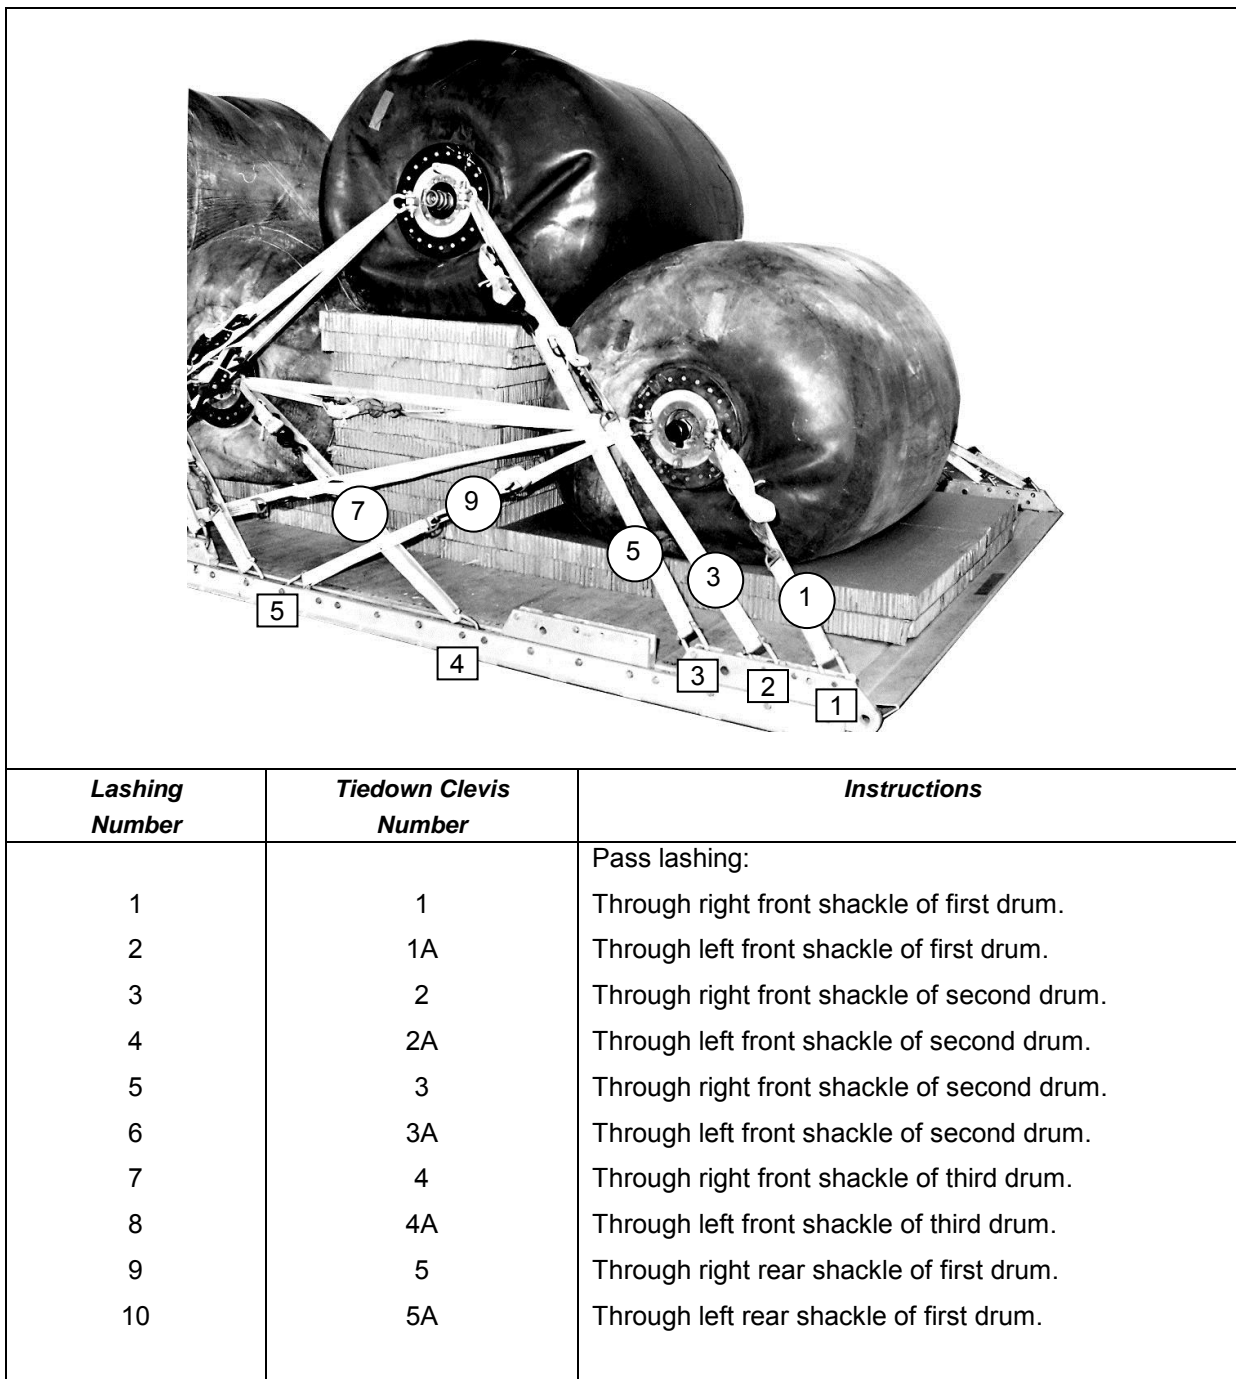 7
9
5
3
1
5
4
3
2
1
Lashing Number
Tiedown Clevis Number
Instructions
Pass lashing:
1 1 Through right front shackle of first drum.
2 1A Through left front shackle of first drum.
3 2 Through right front shackle of second drum.
4 2A Through left front shackle of second drum.
5 3 Through right front shackle of second drum.
6 3A Through left front shackle of second drum.
7 4 Through right front shackle of third drum.
8 4A Through left front shackle of third drum.
9 5 Through right rear shackle of first drum.
10 5A Through left rear shackle of first drum.